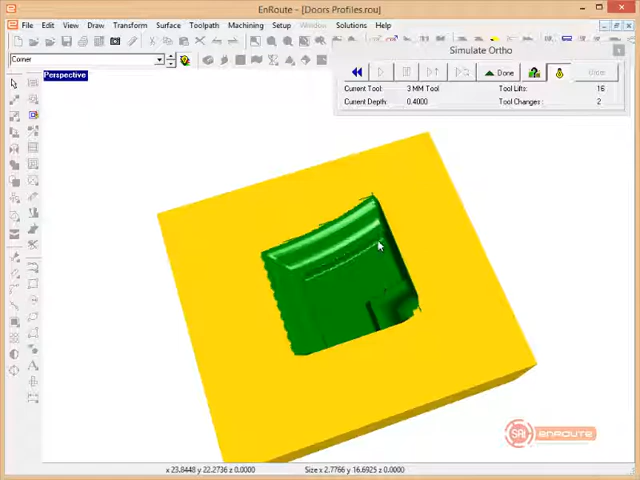 EnRoute - [Doors Profiles.rou]
File Edit View Draw Transform Surface Toolpath Machining Setup Window Solutions Help
Corner
Simulate Ortho
Done
Order
Current Tool: 3 MM Tool Tool Lifts: 16
Current Depth: 0.4000 Tool Changes: 2
Perspective
SAi ENROUTE
x 23.8448 y 22.2736 z 0.0000 Size x 2.7766 y 16.6925 z 0.0000